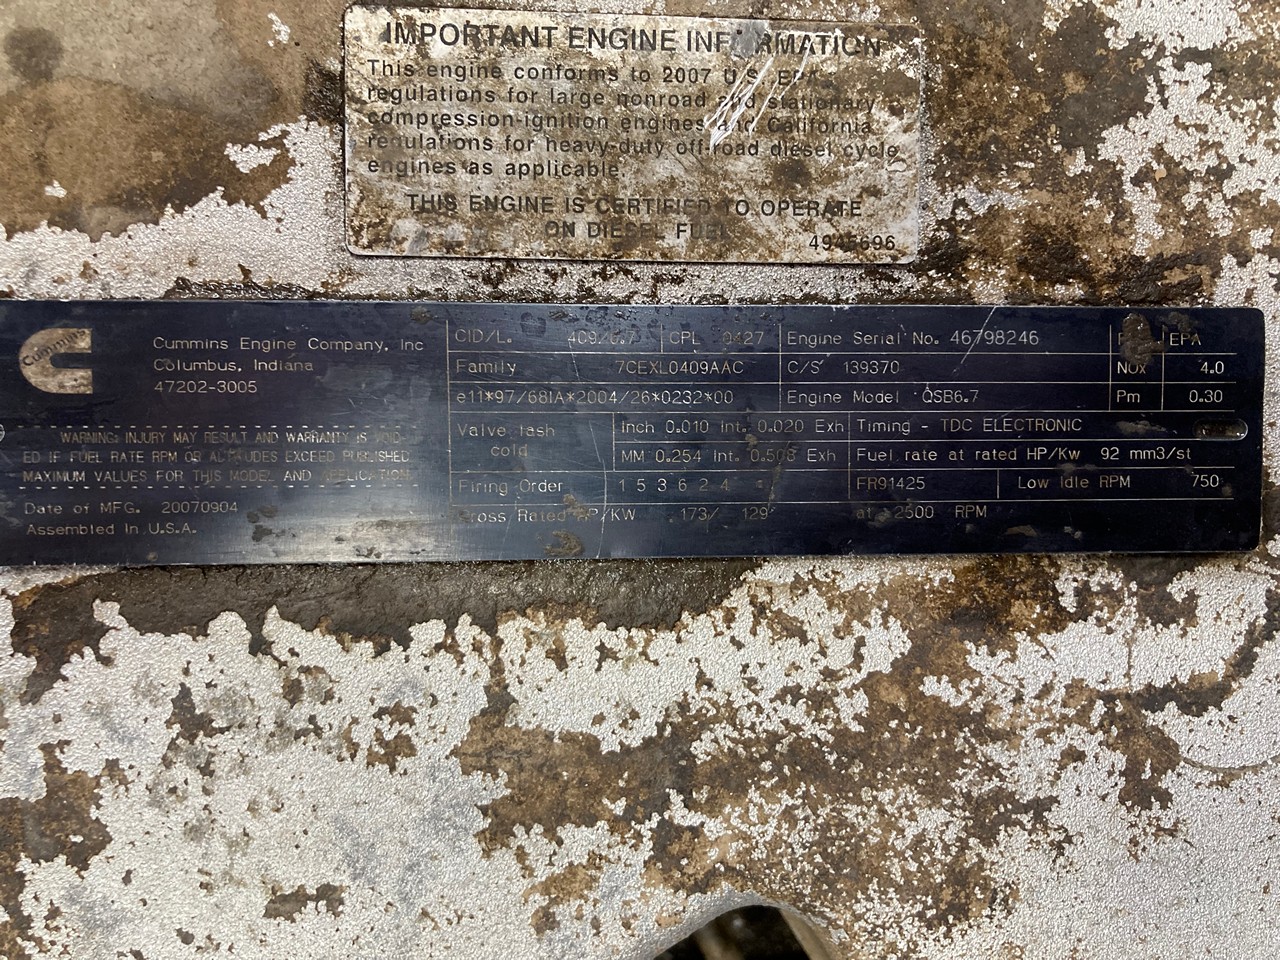 IMPORTANT ENGINE INFORMATION
This engine conforms to 2007 U.S. EPA
regulations for large nonroad and stationary
compression-ignition engines and California
regulations for heavy-duty off-road diesel cycle
engines as applicable.
THIS ENGINE IS CERTIFIED TO OPERATE
ON DIESEL FUEL
4945696
Cummins
Cummins Engine Company, Inc
Columbus, Indiana
47202-3005
WARNING: INJURY MAY RESULT AND WARRANTY IS VOID-
ED IF FUEL RATE RPM OR ALTITUDES EXCEED PUBLISHED
MAXIMUM VALUES FOR THIS MODEL AND APPLICATION
Date of MFG. 20070904
Assembled in U.S.A.
CID/L. 409/6.7 CPL 0427 Engine Serial No. 46798246 EPA
Family 7CEXL0409AAC C/S 139370 NOx 4.0
e11*97/68IA*2004/26*0232*00 Engine Model QSB6.7 Pm 0.30
Valve lash cold Inch 0.010 Int. 0.020 Exh Timing - TDC ELECTRONIC
MM 0.254 Int. 0.508 Exh Fuel rate at rated HP/Kw 92 mm3/st
Firing Order 1 5 3 6 2 4 FR91425 Low Idle RPM 750
Gross Rated HP/KW 173/ 129 at 2500 RPM